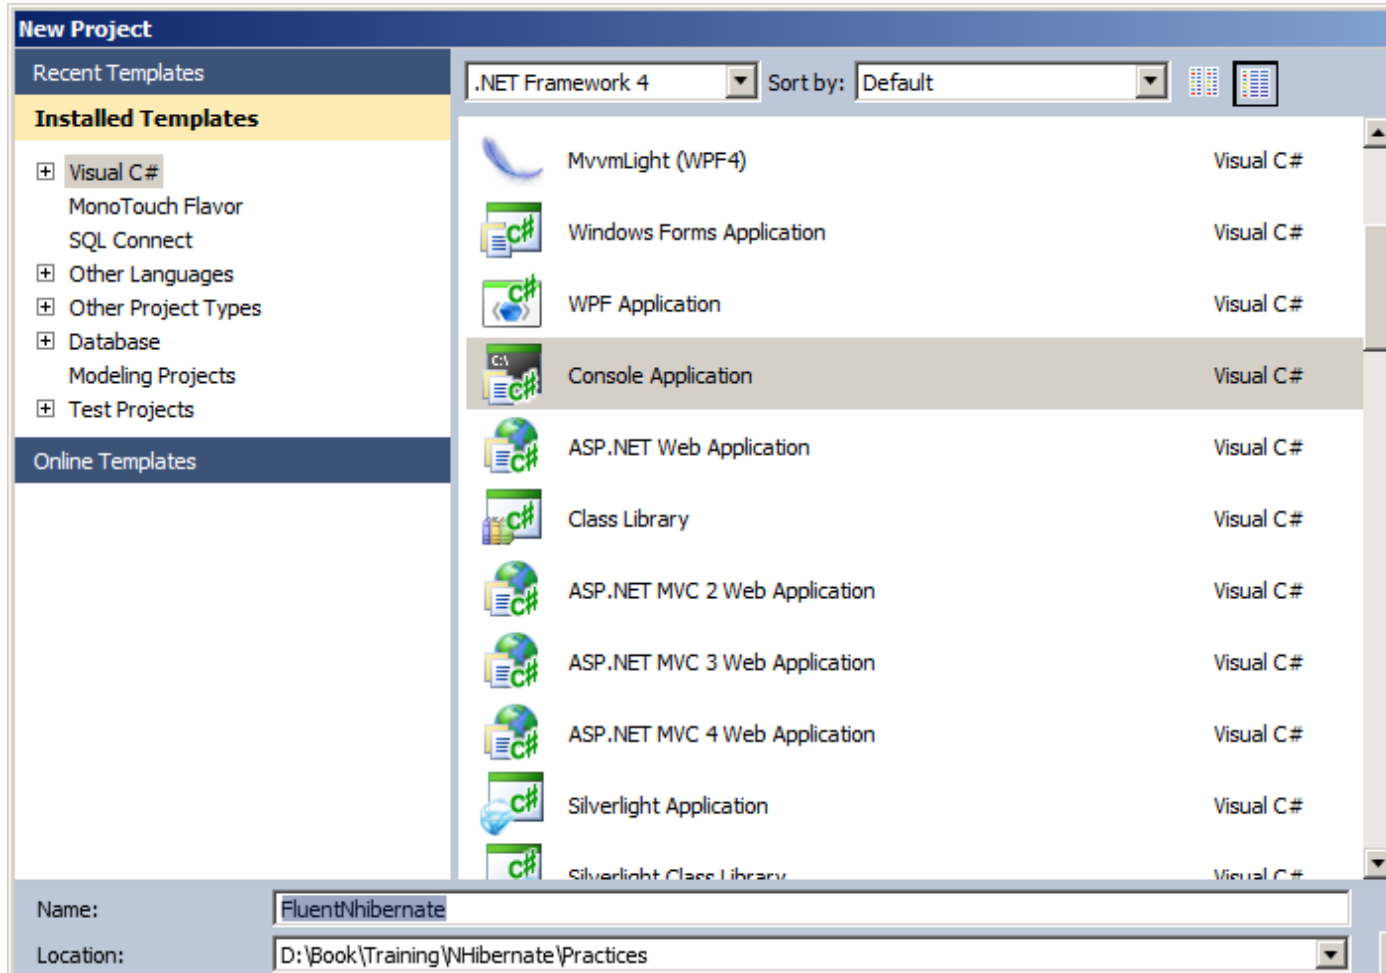 New Project
Recent Templates
Installed Templates
Visual C#
MonoTouch Flavor
SQL Connect
Other Languages
Other Project Types
Database
Modeling Projects
Test Projects
Online Templates
.NET Framework 4 Sort by: Default
MvvmLight (WPF4) Visual C#
Windows Forms Application Visual C#
WPF Application Visual C#
Console Application Visual C#
ASP.NET Web Application Visual C#
Class Library Visual C#
ASP.NET MVC 2 Web Application Visual C#
ASP.NET MVC 3 Web Application Visual C#
ASP.NET MVC 4 Web Application Visual C#
Silverlight Application Visual C#
Silverlight Class Library Visual C#
Name: FluentNhibernate
Location: D:\Book\Training\NHibernate\Practices